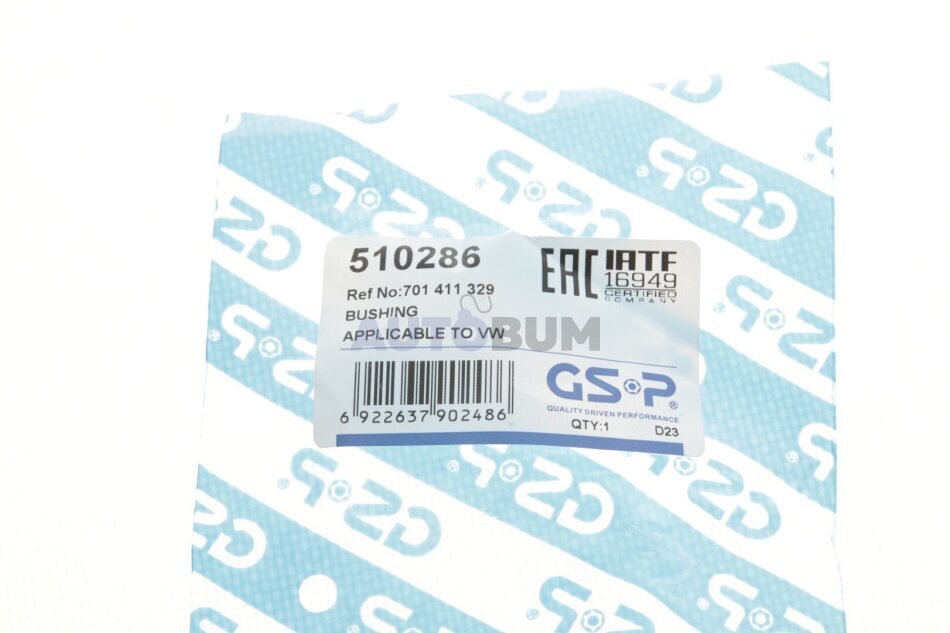 510286
Ref No:701 411 329
BUSHING
APPLICABLE TO VW
EAC
IATF
16949
CERTIFIED
COMPANY
AUTOBUM
6 922637 902486
GS·P®
QUALITY DRIVEN PERFORMANCE
QTY:1
D23